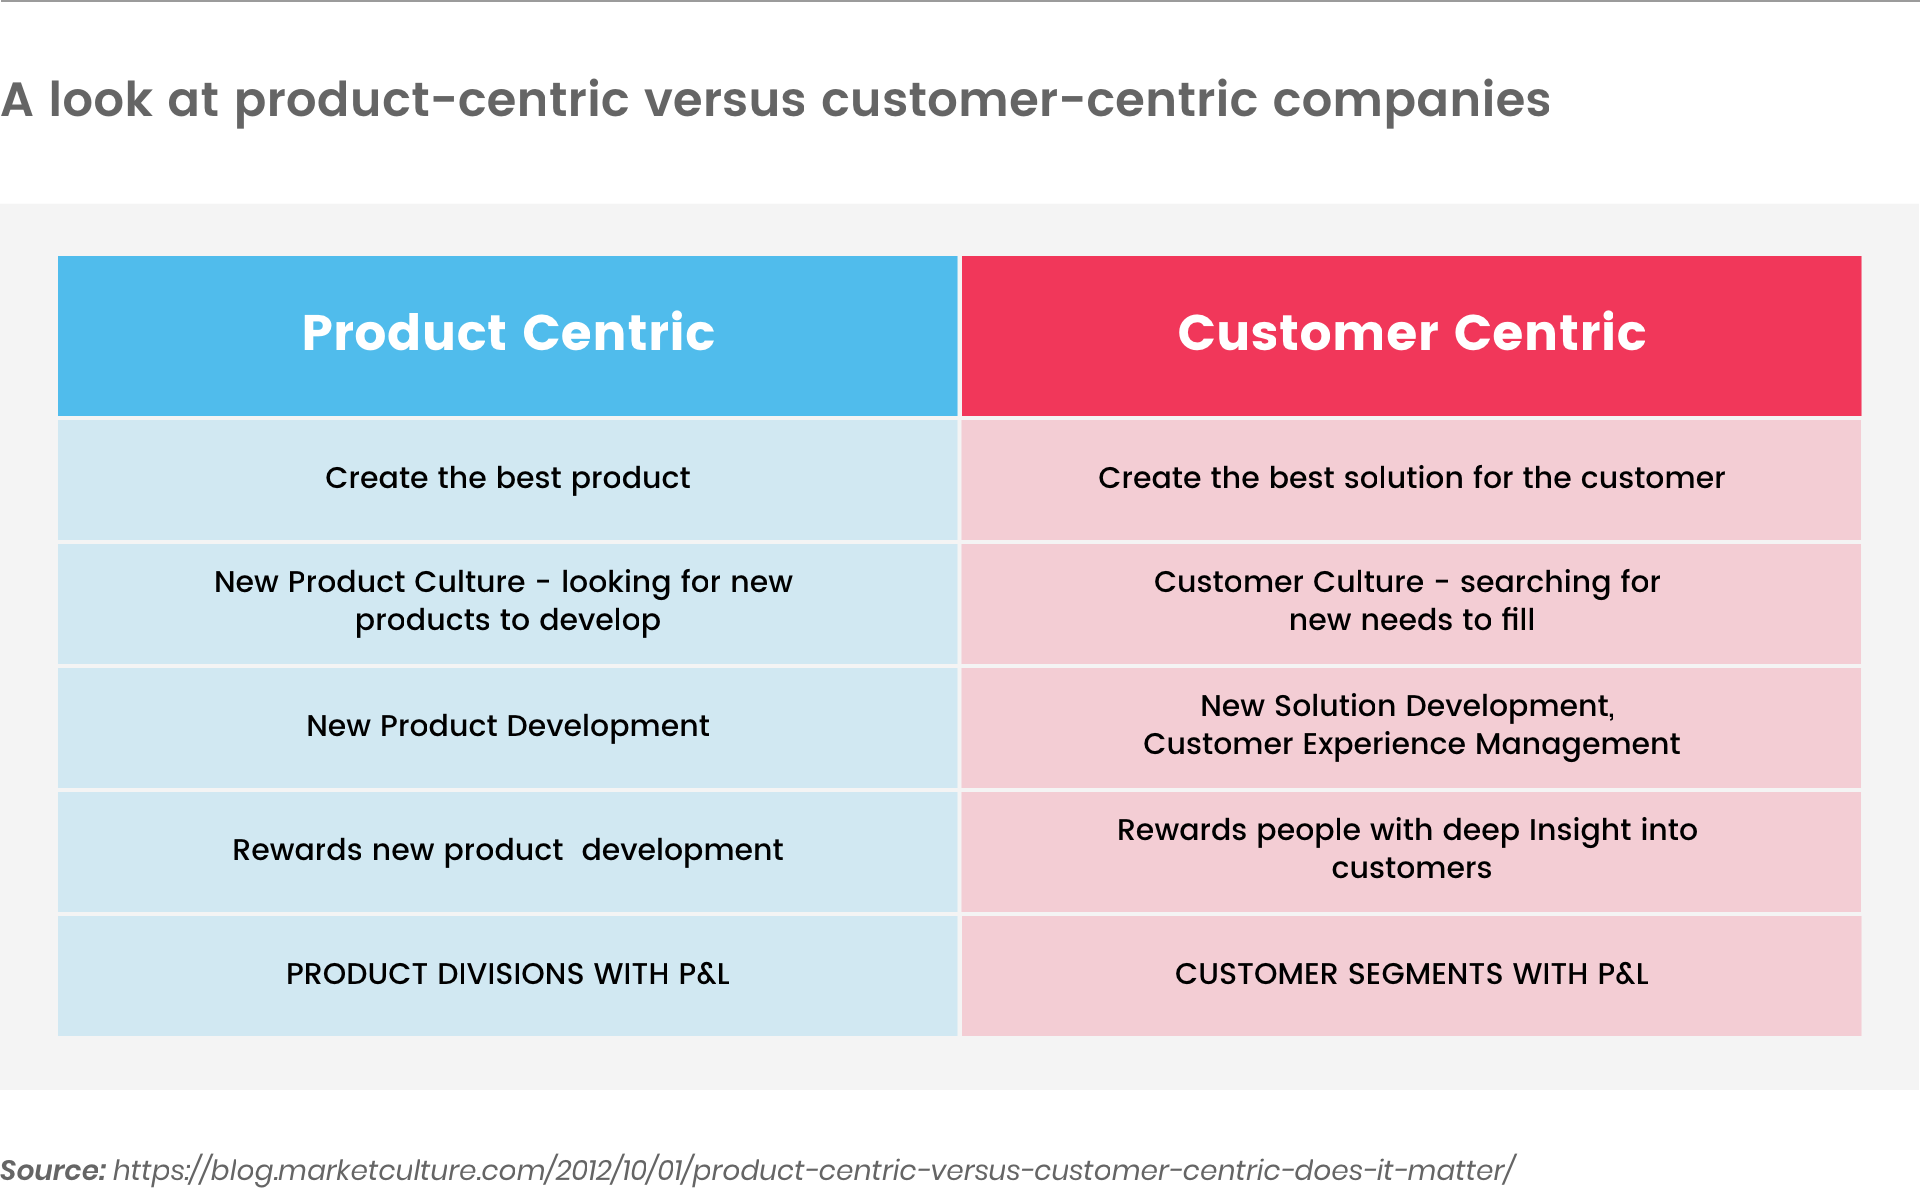 A look at product-centric versus customer-centric companies
Product Centric
Customer Centric
Create the best product
Create the best solution for the customer
New Product Culture - looking for new
products to develop
Customer Culture - searching for
new needs to fill
New Product Development
New Solution Development,
Customer Experience Management
Rewards new product  development
Rewards people with deep Insight into
customers
PRODUCT DIVISIONS WITH P&L
CUSTOMER SEGMENTS WITH P&L
Source: https://blog.marketculture.com/2012/10/01/product-centric-versus-customer-centric-does-it-matter/